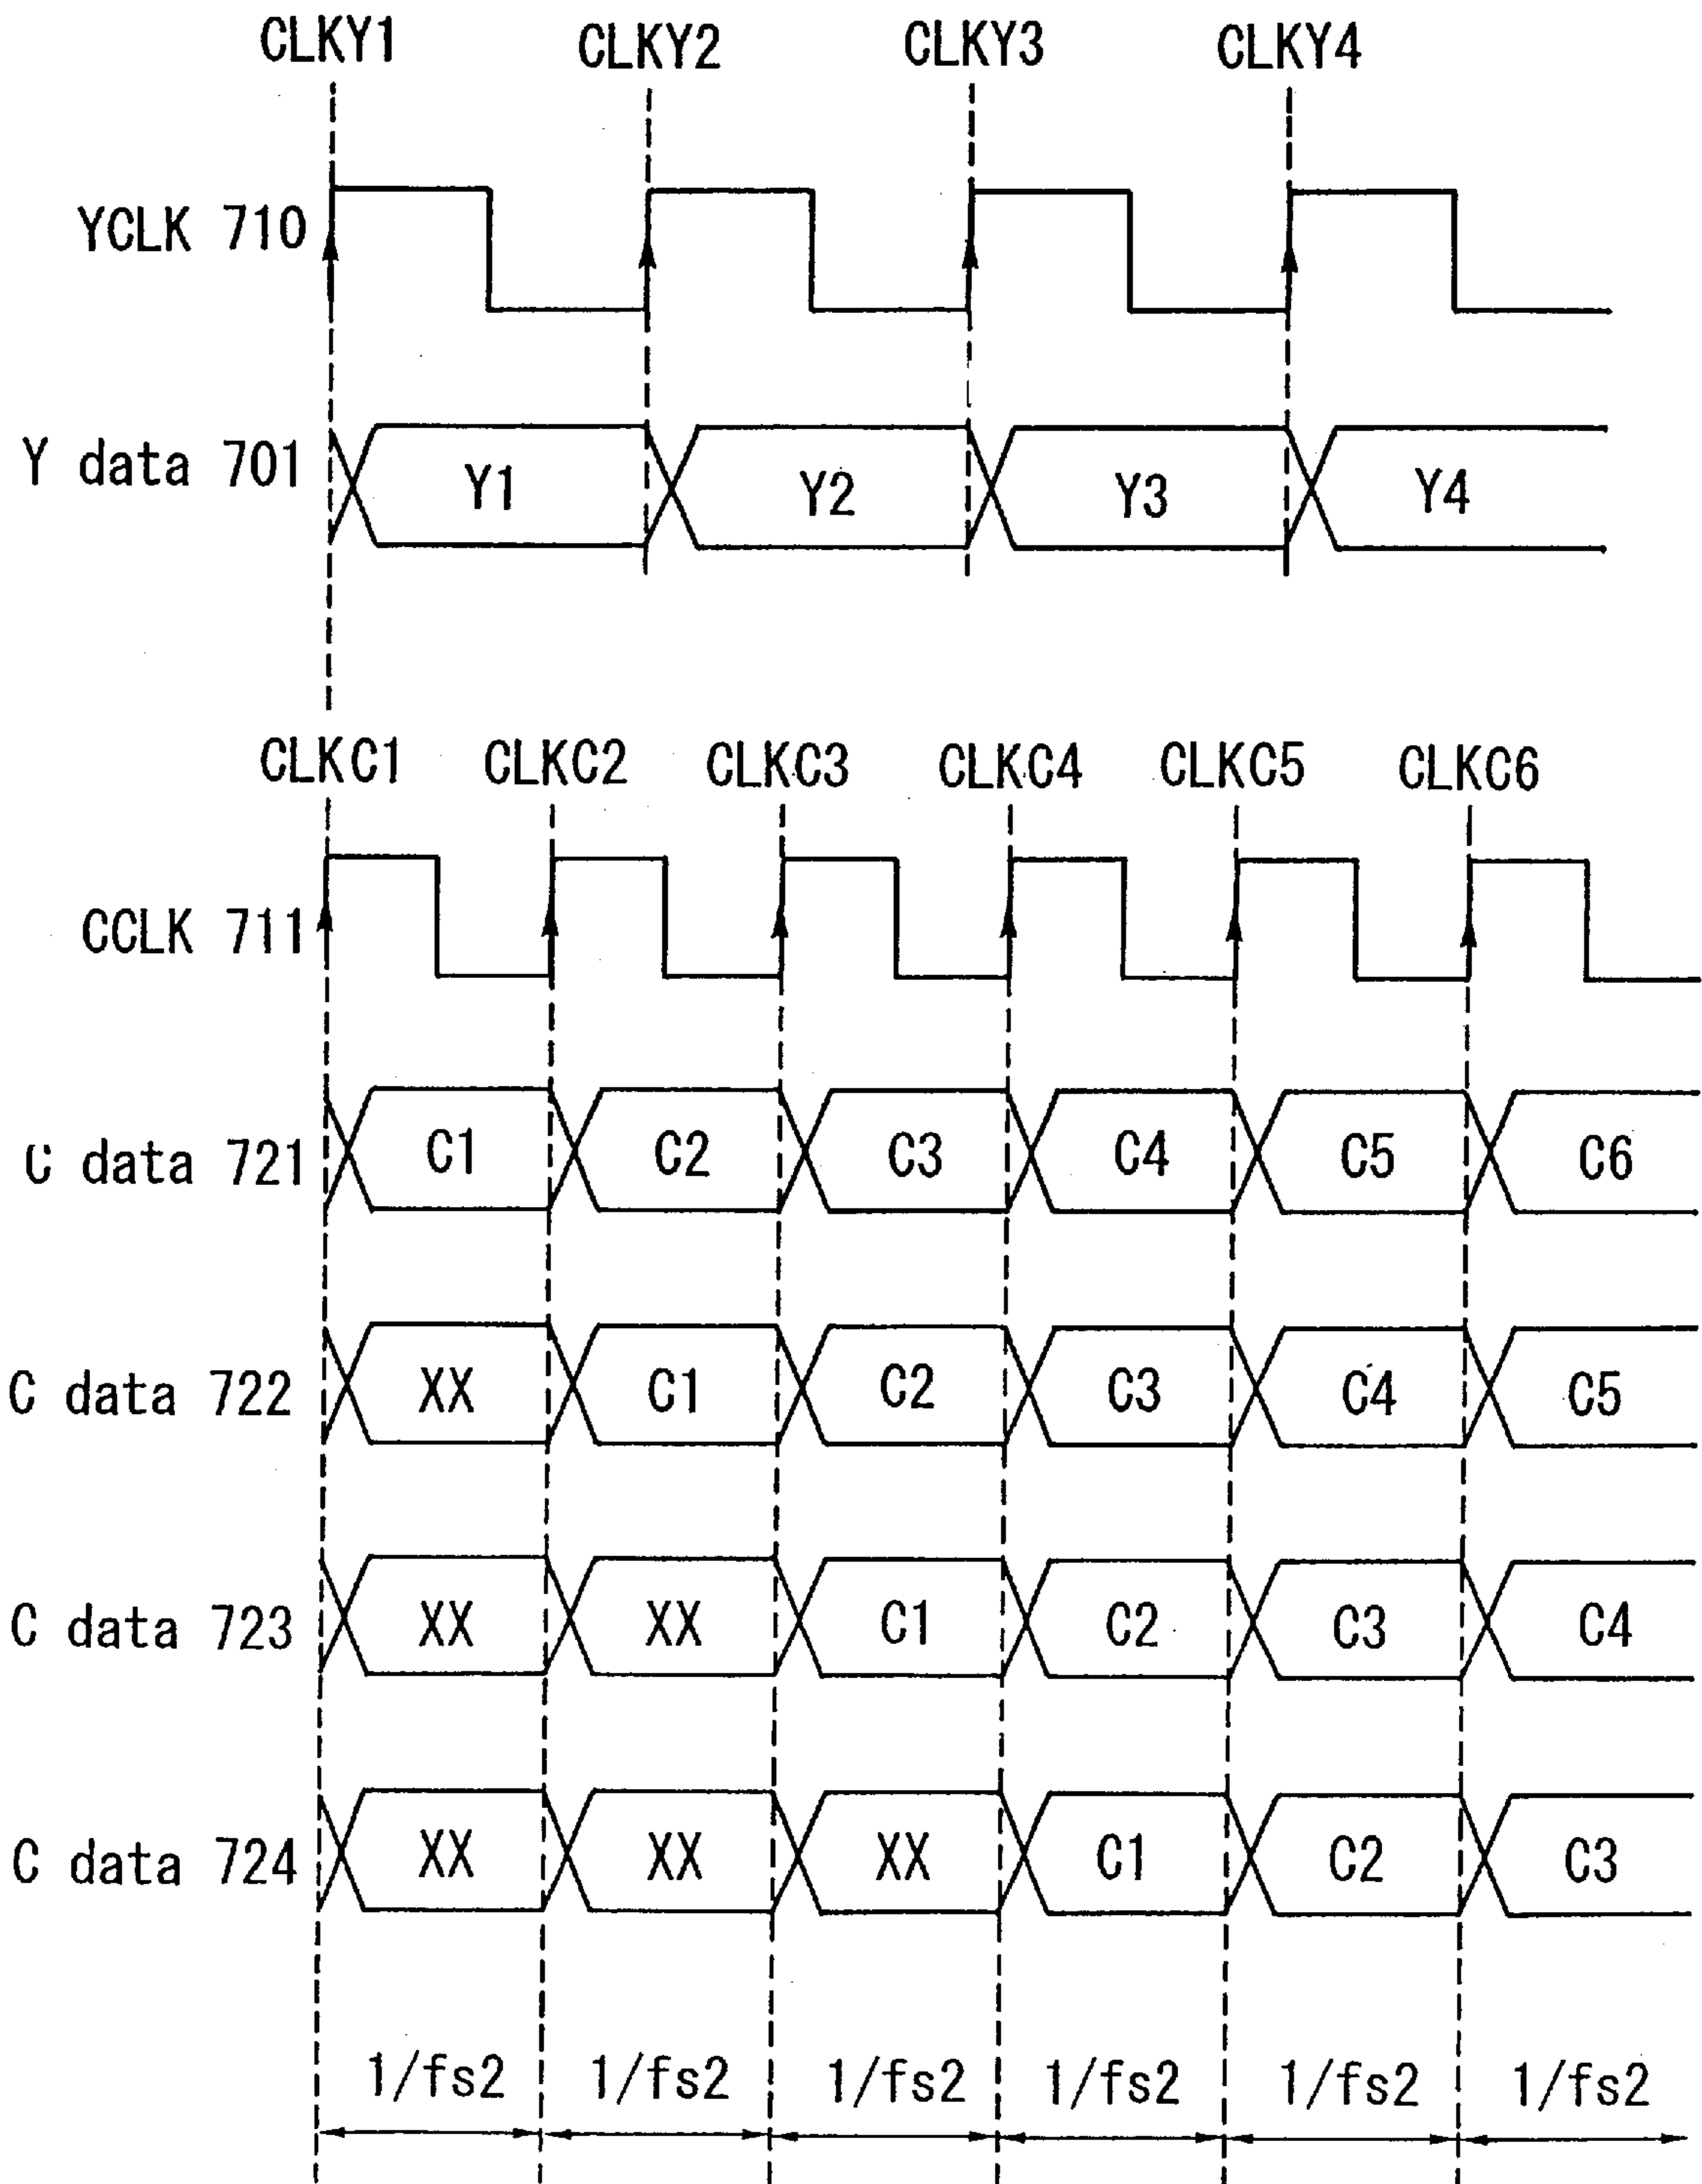 CLKY1 CLKY2 CLKY3 CLKY4
YCLK 710
Y data 701 Y1 Y2 Y3 Y4
CLKC1 CLKC2 CLKC3 CLKC4 CLKC5 CLKC6
CCLK 711
C data 721 C1 C2 C3 C4 C5 C6
C data 722 XX C1 C2 C3 C4 C5
C data 723 XX XX C1 C2 C3 C4
C data 724 XX XX XX C1 C2 C3
1/fs2 1/fs2 1/fs2 1/fs2 1/fs2 1/fs2